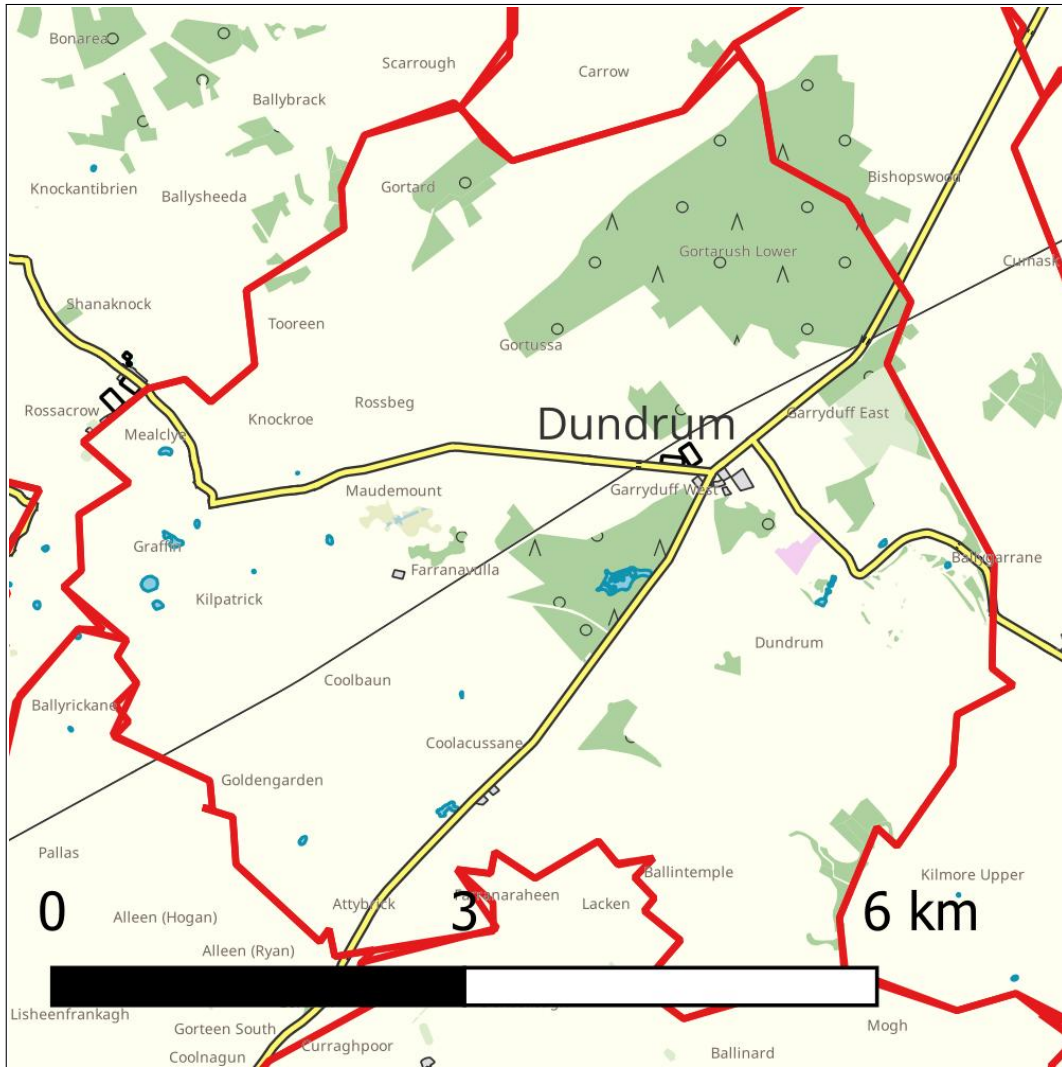 Bonarea
Scarrough
Carrow
Ballybrack
Knockantibrien
Ballysheeda
Gortard
Bishopswood
Gortarush Lower
Cumask
Shanaknock
Tooreen
Gortussa
Rossacrow
Mealclye
Knockroe
Rossbeg
Dundrum
Garryduff East
Maudemount
Garryduff West
Graffin
Farranavulla
Ballygarrane
Kilpatrick
Dundrum
Coolbaun
Ballyrickane
Coolacussane
Goldengarden
Pallas
Ballintemple
Kilmore Upper
Attybrick
Farranaraheen
Lacken
0 3 6 km
Alleen (Hogan)
Alleen (Ryan)
Lisheenfrankagh
Gorteen South
Mogh
Curraghpoor
Coolnagun
Ballinard